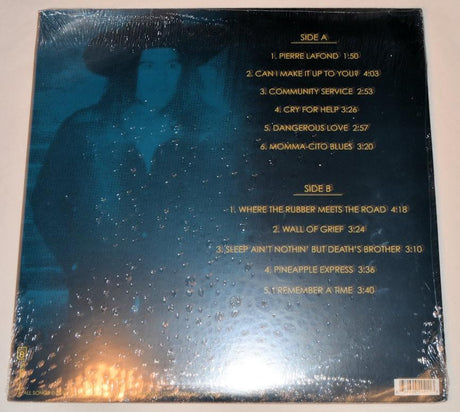 SIDE A
1. PIERRE LAFOND 1:50
2. CAN I MAKE IT UP TO YOU? 4:03
3. COMMUNITY SERVICE 2:53
4. CRY FOR HELP 3:26
5. DANGEROUS LOVE 2:57
6. MOMMA-CITO BLUES 3:20
SIDE B
1. WHERE THE RUBBER MEETS THE ROAD 4:18
2. WALL OF GRIEF 3:24
3. SLEEP AIN'T NOTHIN' BUT DEATH'S BROTHER 3:10
4. PINEAPPLE EXPRESS 3:36
5. I REMEMBER A TIME 3:40
ALL SONGS